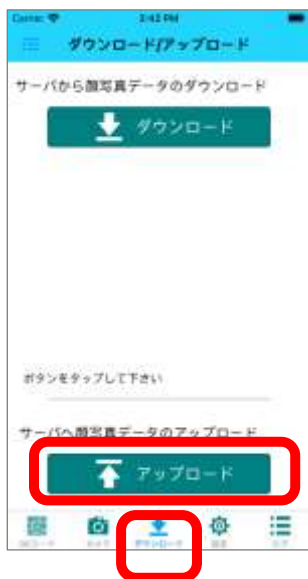 Carrier 2:42 PM
ダウンロード/アップロード
サーバから顔写真データのダウンロード
ダウンロード
ボタンをタップして下さい
サーバへ顔写真データのアップロード
アップロード
ダウンロード